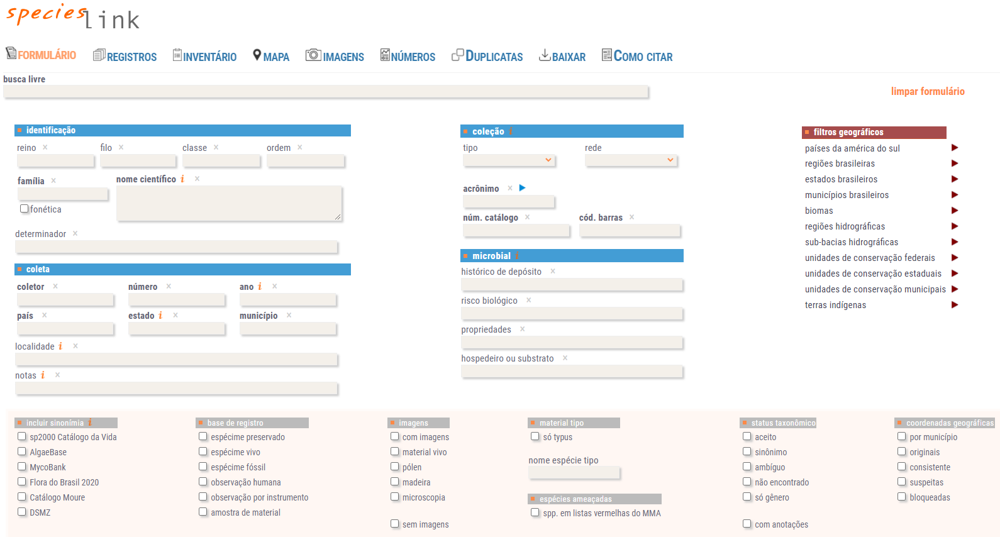 species link
FORMULÁRIO REGISTROS INVENTÁRIO MAPA IMAGENS NÚMEROS DUPLICATAS BAIXAR COMO CITAR
busca livre
limpar formulário
identificação
reino × filo × classe × ordem ×
família × nome científico i ×
fonética
determinador ×
coleta
coletor × número × ano i ×
país × estado i × município ×
localidade i ×
notas i ×
coleção i
tipo rede
acrônimo ×
núm. catálogo × cód. barras ×
microbial i
histórico de depósito ×
risco biológico ×
propriedades ×
hospedeiro ou substrato ×
filtros geográficos
países da américa do sul
regiões brasileiras
estados brasileiros
municípios brasileiros
biomas
regiões hidrográficas
sub-bacias hidrográficas
unidades de conservação federais
unidades de conservação estaduais
unidades de conservação municipais
terras indígenas
incluir sinonímia i
sp2000 Catálogo da Vida
AlgaeBase
MycoBank
Flora do Brasil 2020
Catálogo Moure
DSMZ
base de registro
espécime preservado
espécime vivo
espécime fóssil
observação humana
observação por instrumento
amostra de material
imagens
com imagens
material vivo
pólen
madeira
microscopia
sem imagens
material tipo
só typus
nome espécie tipo
espécies ameaçadas
spp. em listas vermelhas do MMA
status taxonômico
aceito
sinônimo
ambíguo
não encontrado
só gênero
com anotações
coordenadas geográficas
por município
originais
consistente
suspeitas
bloqueadas